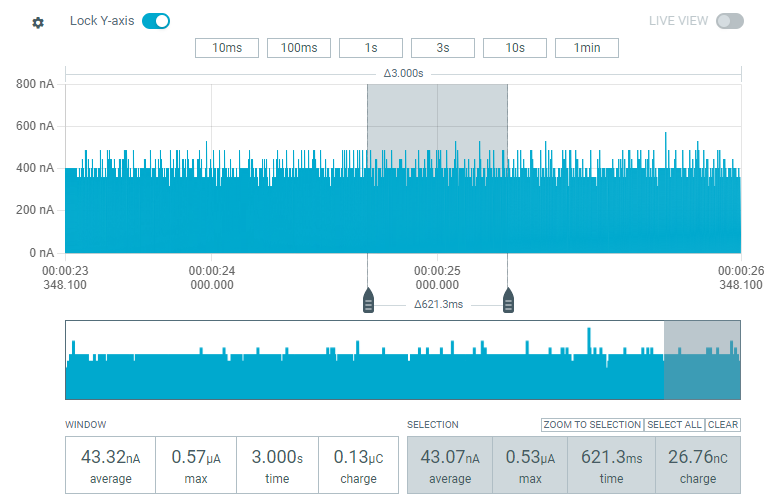 Lock Y-axis LIVE VIEW
10ms 100ms 1s 3s 10s 1min
Δ3.000s
800 nA
600 nA
400 nA
200 nA
0 nA
00:00:23 00:00:24 00:00:25 00:00:26
348.100 000.000 000.000 348.100
Δ621.3ms
WINDOW SELECTION ZOOM TO SELECTION SELECT ALL CLEAR
43.32nA 0.57μA 3.000s 0.13μC 43.07nA 0.53μA 621.3ms 26.76nC
average max time charge average max time charge